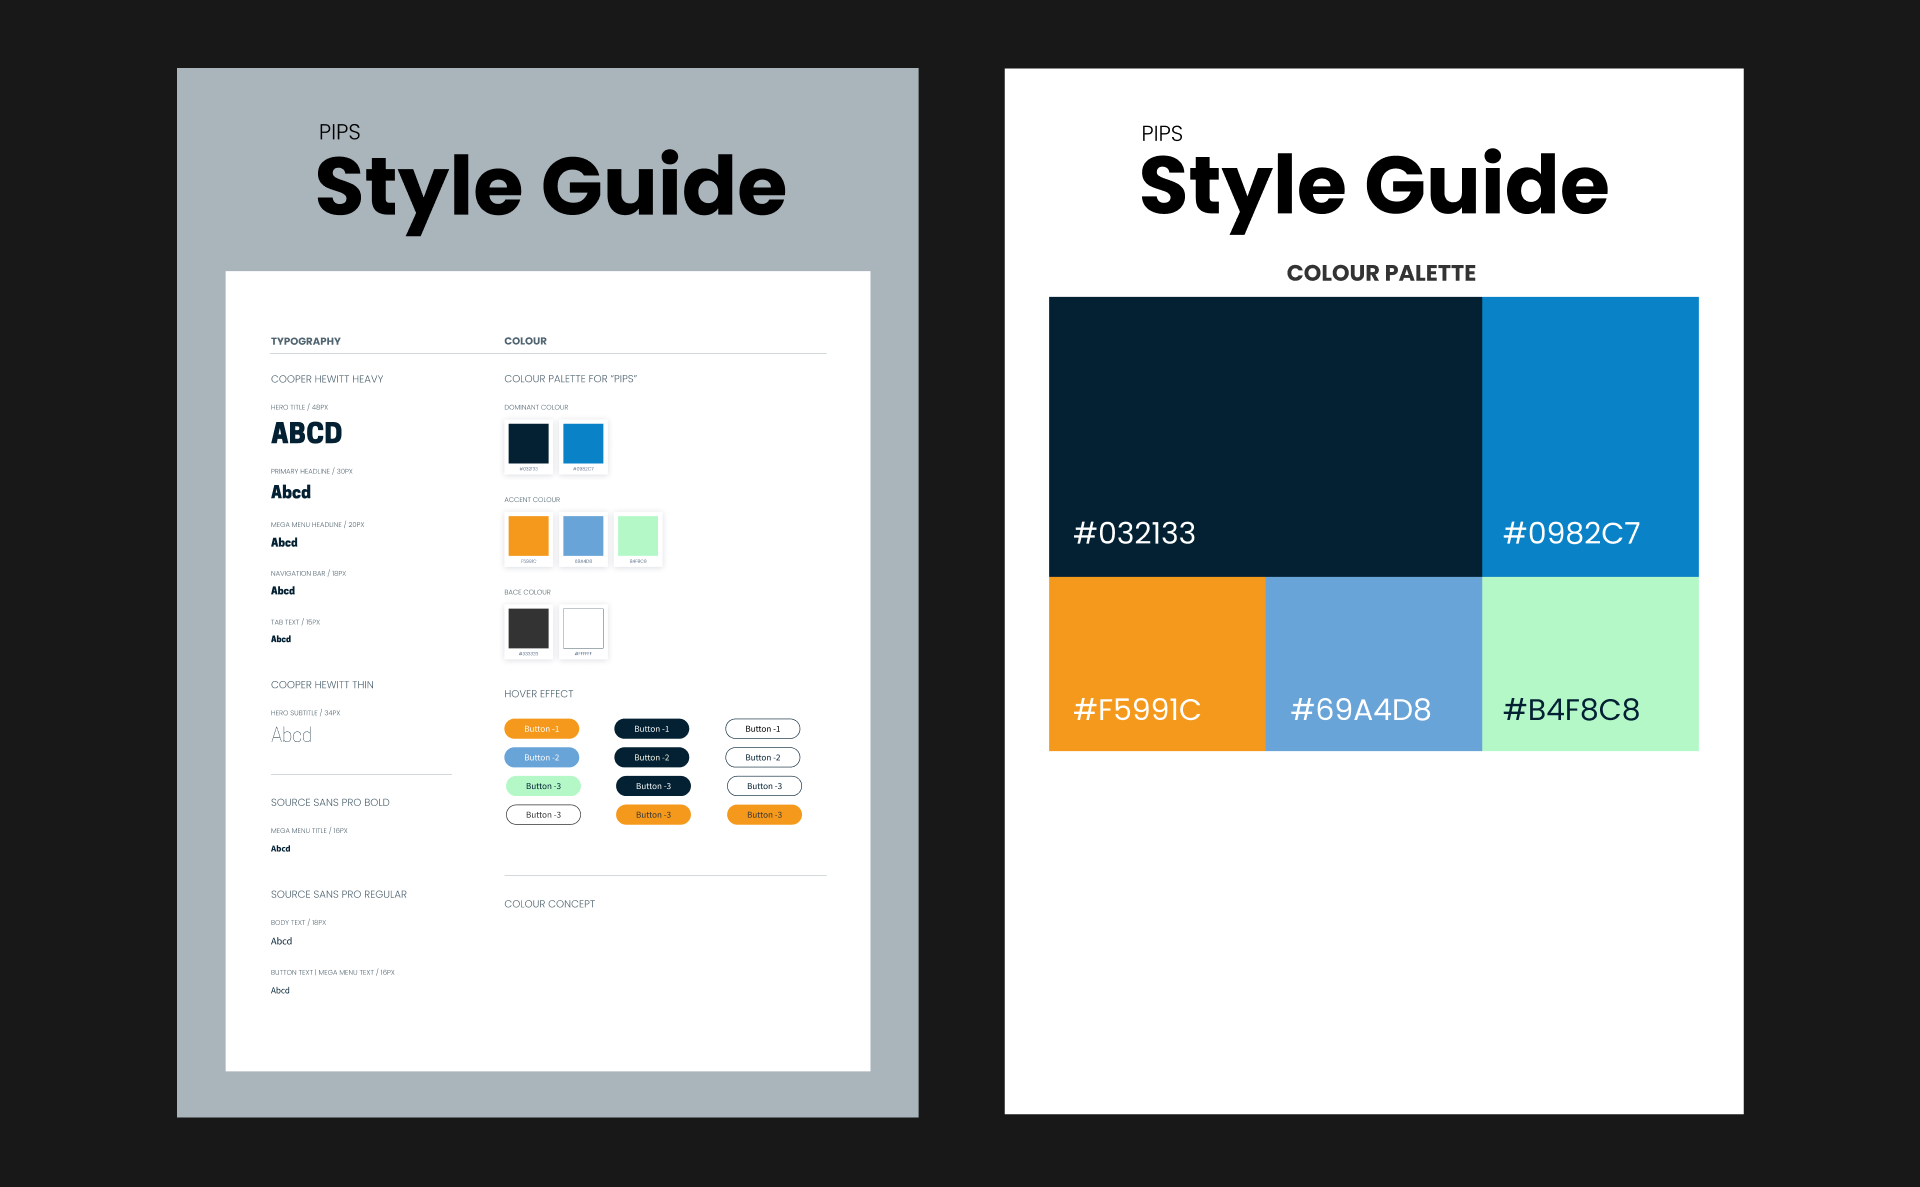 PIPS
Style Guide
TYPOGRAPHY
COOPER HEWITT HEAVY
HERO TITLE / 48PX
ABCD
PRIMARY HEADLINE / 30PX
Abcd
MEGA MENU HEADLINE / 20PX
Abcd
NAVIGATION BAR / 18PX
Abcd
TAB TEXT / 15PX
Abcd
COOPER HEWITT THIN
HERO SUBTITLE / 34PX
Abcd
SOURCE SANS PRO BOLD
MEGA MENU TITLE / 16PX
Abcd
SOURCE SANS PRO REGULAR
BODY TEXT / 18PX
Abcd
BUTTON TEXT | MEGA MENU TEXT / 16PX
Abcd
COLOUR
COLOUR PALETTE FOR “PIPS”
DOMINANT COLOUR
#032132 #0982C7
ACCENT COLOUR
F5991C 69A4D8 B4F8C8
BACE COLOUR
#333333 #FFFFFF
HOVER EFFECT
Button -1 Button -1 Button -1
Button -2 Button -2 Button -2
Button -3 Button -3 Button -3
Button -3 Button -3 Button -3
COLOUR CONCEPT
PIPS
Style Guide
COLOUR PALETTE
#032133 #0982C7
#F5991C #69A4D8 #B4F8C8